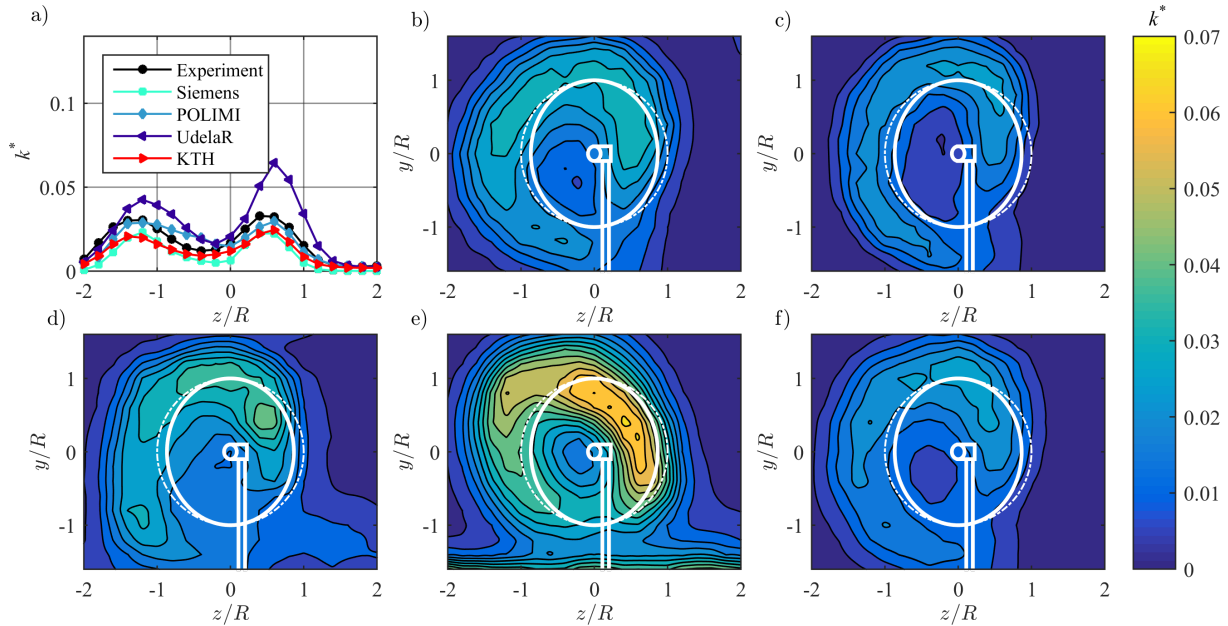 a)
Experiment
Siemens
POLIMI
UdelaR
KTH
k*
0.1
0.05
0
-2 -1 0 1 2
z/R
b)
y/R
1
0
-1
-2 -1 0 1 2
z/R
c)
y/R
1
0
-1
-2 -1 0 1 2
z/R
k*
0.07
0.06
0.05
0.04
0.03
0.02
0.01
0
d)
y/R
1
0
-1
-2 -1 0 1 2
z/R
e)
y/R
1
0
-1
-2 -1 0 1 2
z/R
f)
y/R
1
0
-1
-2 -1 0 1 2
z/R